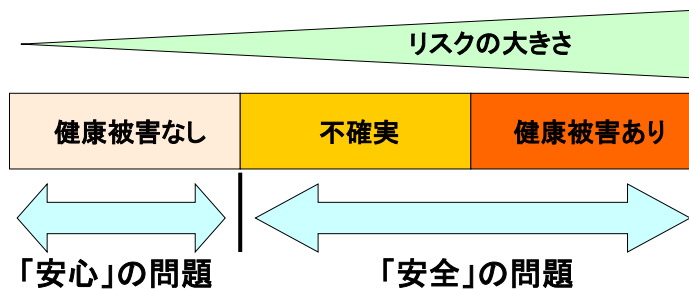 リスクの大きさ
健康被害なし
不確実
健康被害あり
「安心」の問題
「安全」の問題